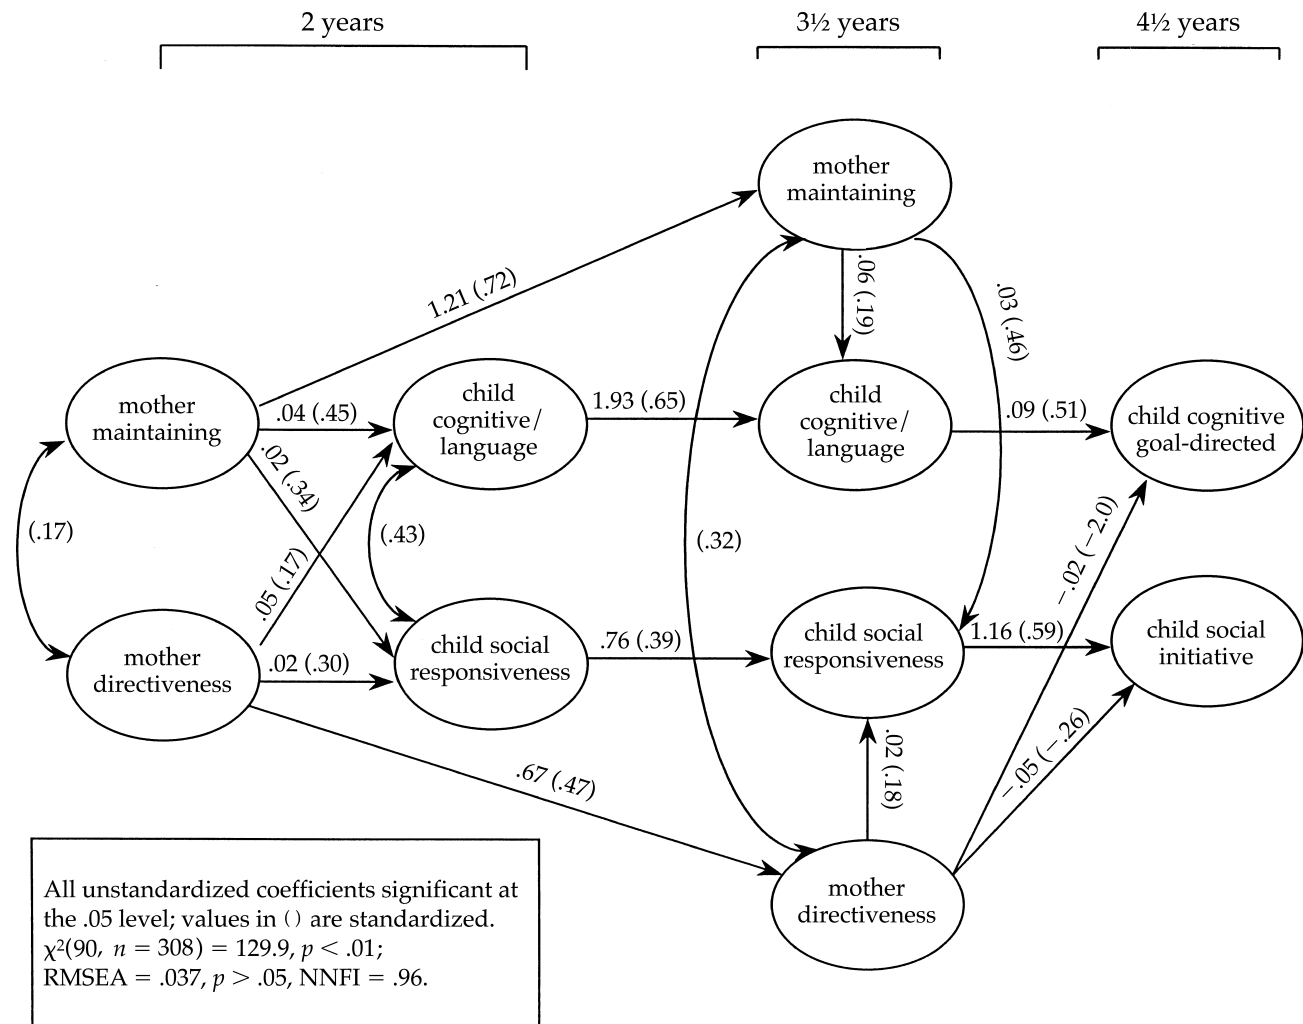 2 years
3½ years
4½ years
mother
maintaining
1.21 (.72)
.06 (.19)
.03 (.46)
mother
maintaining
.04 (.45)
child
cognitive/
language
1.93 (.65)
child
cognitive/
language
.09 (.51)
child cognitive
goal-directed
.02 (.34)
(.17)
.05 (.17)
(.43)
(.32)
−.02 (−2.0)
mother
directiveness
.02 (.30)
child social
responsiveness
.76 (.39)
child social
responsiveness
1.16 (.59)
child social
initiative
.67 (.47)
.02 (.18)
−.05 (−.26)
mother
directiveness
All unstandardized coefficients significant at
the .05 level; values in () are standardized.
χ²(90, n = 308) = 129.9, p < .01;
RMSEA = .037, p > .05, NNFI = .96.